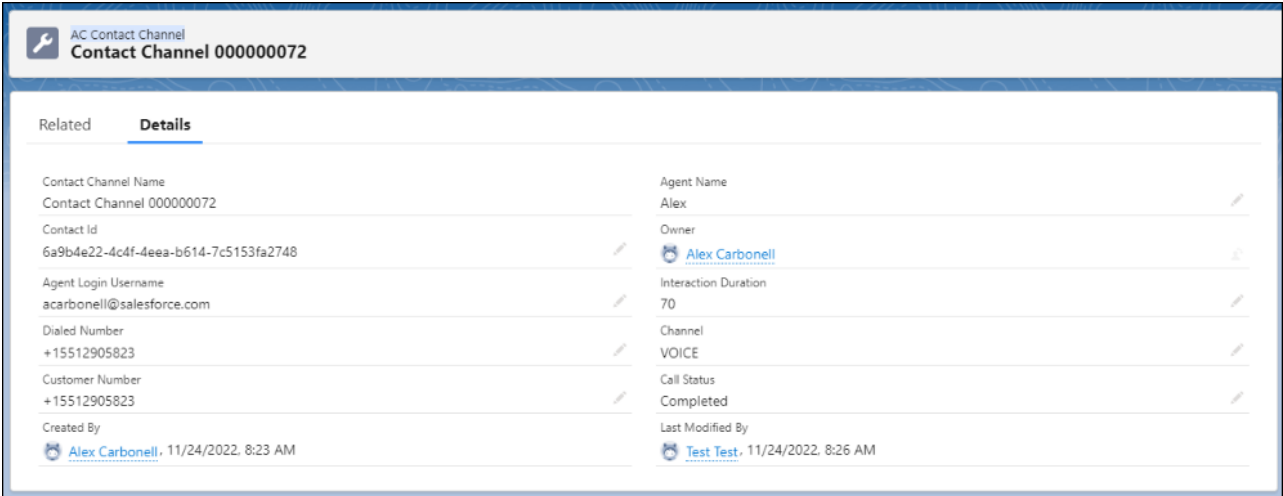 AC Contact Channel
Contact Channel 000000072
Related Details
Contact Channel Name
Contact Channel 000000072
Agent Name
Alex
Contact Id
6a9b4e22-4c4f-4eea-b614-7c5153fa2748
Owner
Alex Carbonell
Agent Login Username
acarbonell@salesforce.com
Interaction Duration
70
Dialed Number
+15512905823
Channel
VOICE
Customer Number
+15512905823
Call Status
Completed
Created By
Alex Carbonell, 11/24/2022, 8:23 AM
Last Modified By
Test Test, 11/24/2022, 8:26 AM